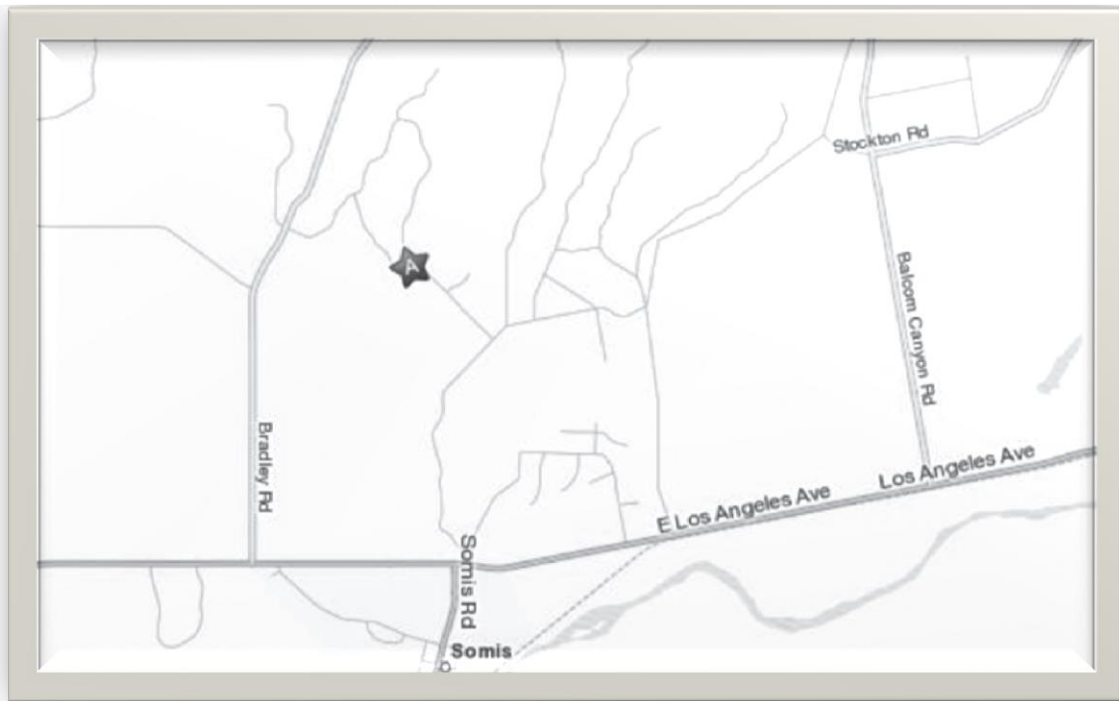 Stockton Rd
A
Balcom Canyon Rd
Bradley Rd
Los Angeles Ave
E Los Angeles Ave
Somis Rd
Somis